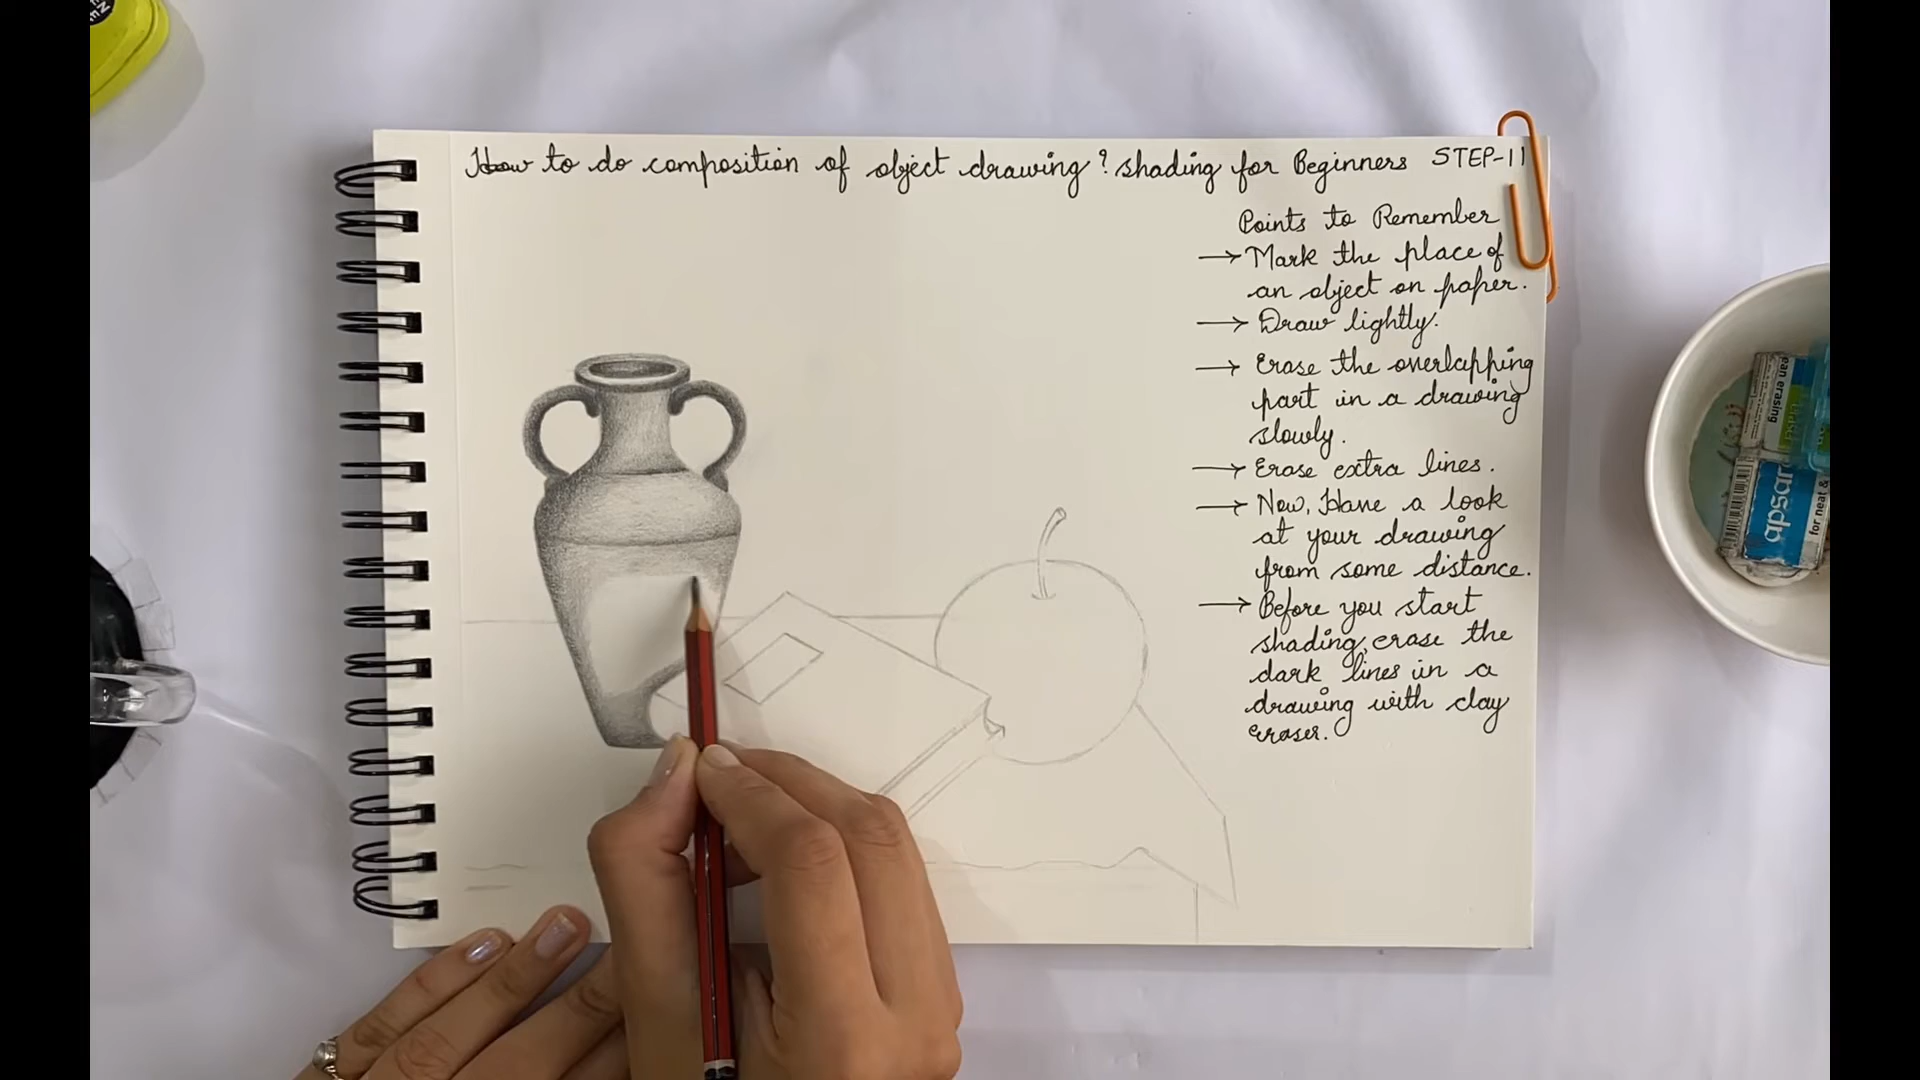 How to do composition of object drawing? shading for Beginners STEP-11
Points to Remember
→ Mark the place of
an object on paper.
→ Draw lightly.
→ Erase the overlapping
part in a drawing
slowly.
→ Erase extra lines.
→ Now, Have a look
at your drawing
from some distance.
→ Before you start
shading, erase the
dark lines in a
drawing with clay
eraser.
apsara
for neat &
ean erasing